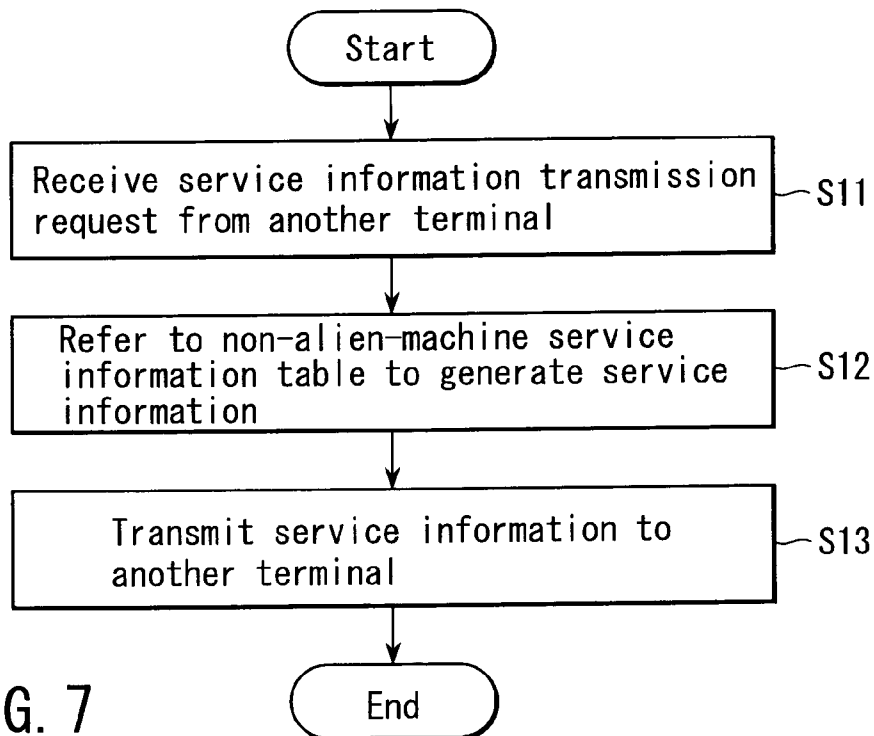 Start
Receive service information transmission
request from another terminal
S11
Refer to non-alien-machine service
information table to generate service
information
S12
Transmit service information to
another terminal
S13
End
G. 7